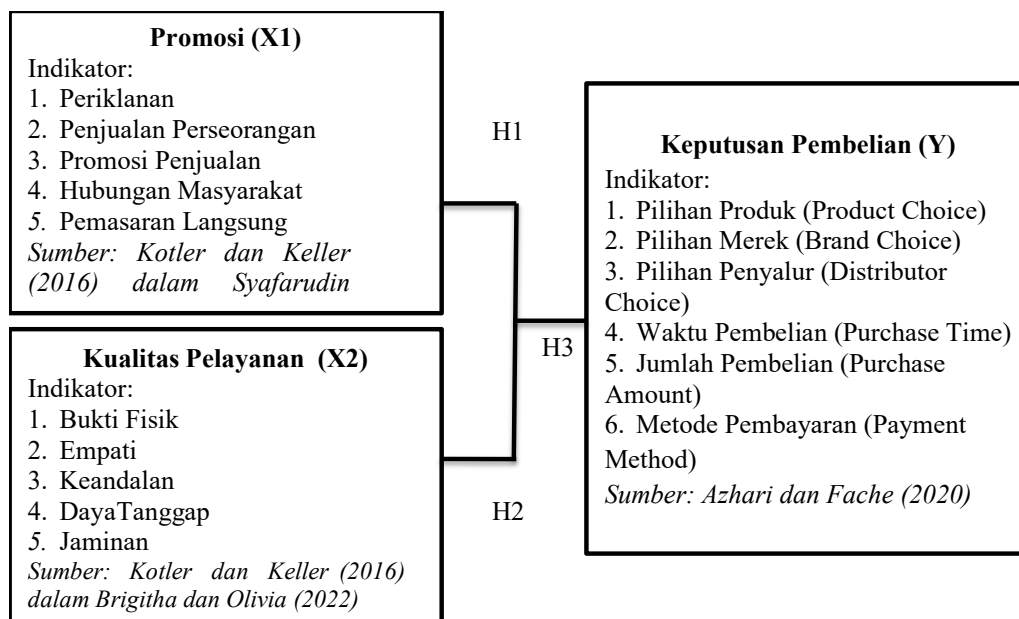 Promosi (X1)
Indikator:
1. Periklanan
2. Penjualan Perseorangan
3. Promosi Penjualan
4. Hubungan Masyarakat
5. Pemasaran Langsung
Sumber: Kotler dan Keller
(2016) dalam Syafarudin
Kualitas Pelayanan (X2)
Indikator:
1. Bukti Fisik
2. Empati
3. Keandalan
4. DayaTanggap
5. Jaminan
Sumber: Kotler dan Keller (2016)
dalam Brigitha dan Olivia (2022)
H1
H3
H2
Keputusan Pembelian (Y)
Indikator:
1. Pilihan Produk (Product Choice)
2. Pilihan Merek (Brand Choice)
3. Pilihan Penyalur (Distributor
Choice)
4. Waktu Pembelian (Purchase Time)
5. Jumlah Pembelian (Purchase
Amount)
6. Metode Pembayaran (Payment
Method)
Sumber: Azhari dan Fache (2020)